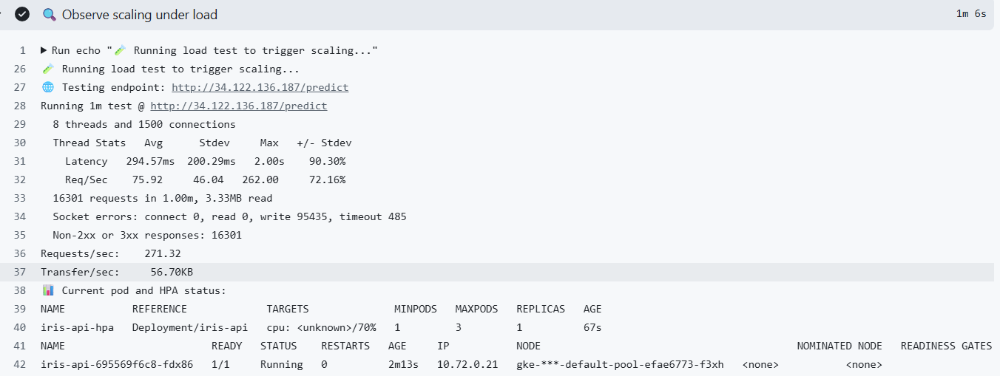 Observe scaling under load 1m 6s
1 Run echo "🧪 Running load test to trigger scaling..."
26 🧪 Running load test to trigger scaling...
27 🌐 Testing endpoint: http://34.122.136.187/predict
28 Running 1m test @ http://34.122.136.187/predict
29 8 threads and 1500 connections
30 Thread Stats Avg Stdev Max +/- Stdev
31 Latency 294.57ms 200.29ms 2.00s 90.30%
32 Req/Sec 75.92 46.04 262.00 72.16%
33 16301 requests in 1.00m, 3.33MB read
34 Socket errors: connect 0, read 0, write 95435, timeout 485
35 Non-2xx or 3xx responses: 16301
36 Requests/sec: 271.32
37 Transfer/sec: 56.70KB
38 📊 Current pod and HPA status:
39 NAME REFERENCE TARGETS MINPODS MAXPODS REPLICAS AGE
40 iris-api-hpa Deployment/iris-api cpu: <unknown>/70% 1 3 1 67s
41 NAME READY STATUS RESTARTS AGE IP NODE NOMINATED NODE READINESS GATES
42 iris-api-695569f6c8-fdx86 1/1 Running 0 2m13s 10.72.0.21 gke-***-default-pool-efae6773-f3xh <none> <none>